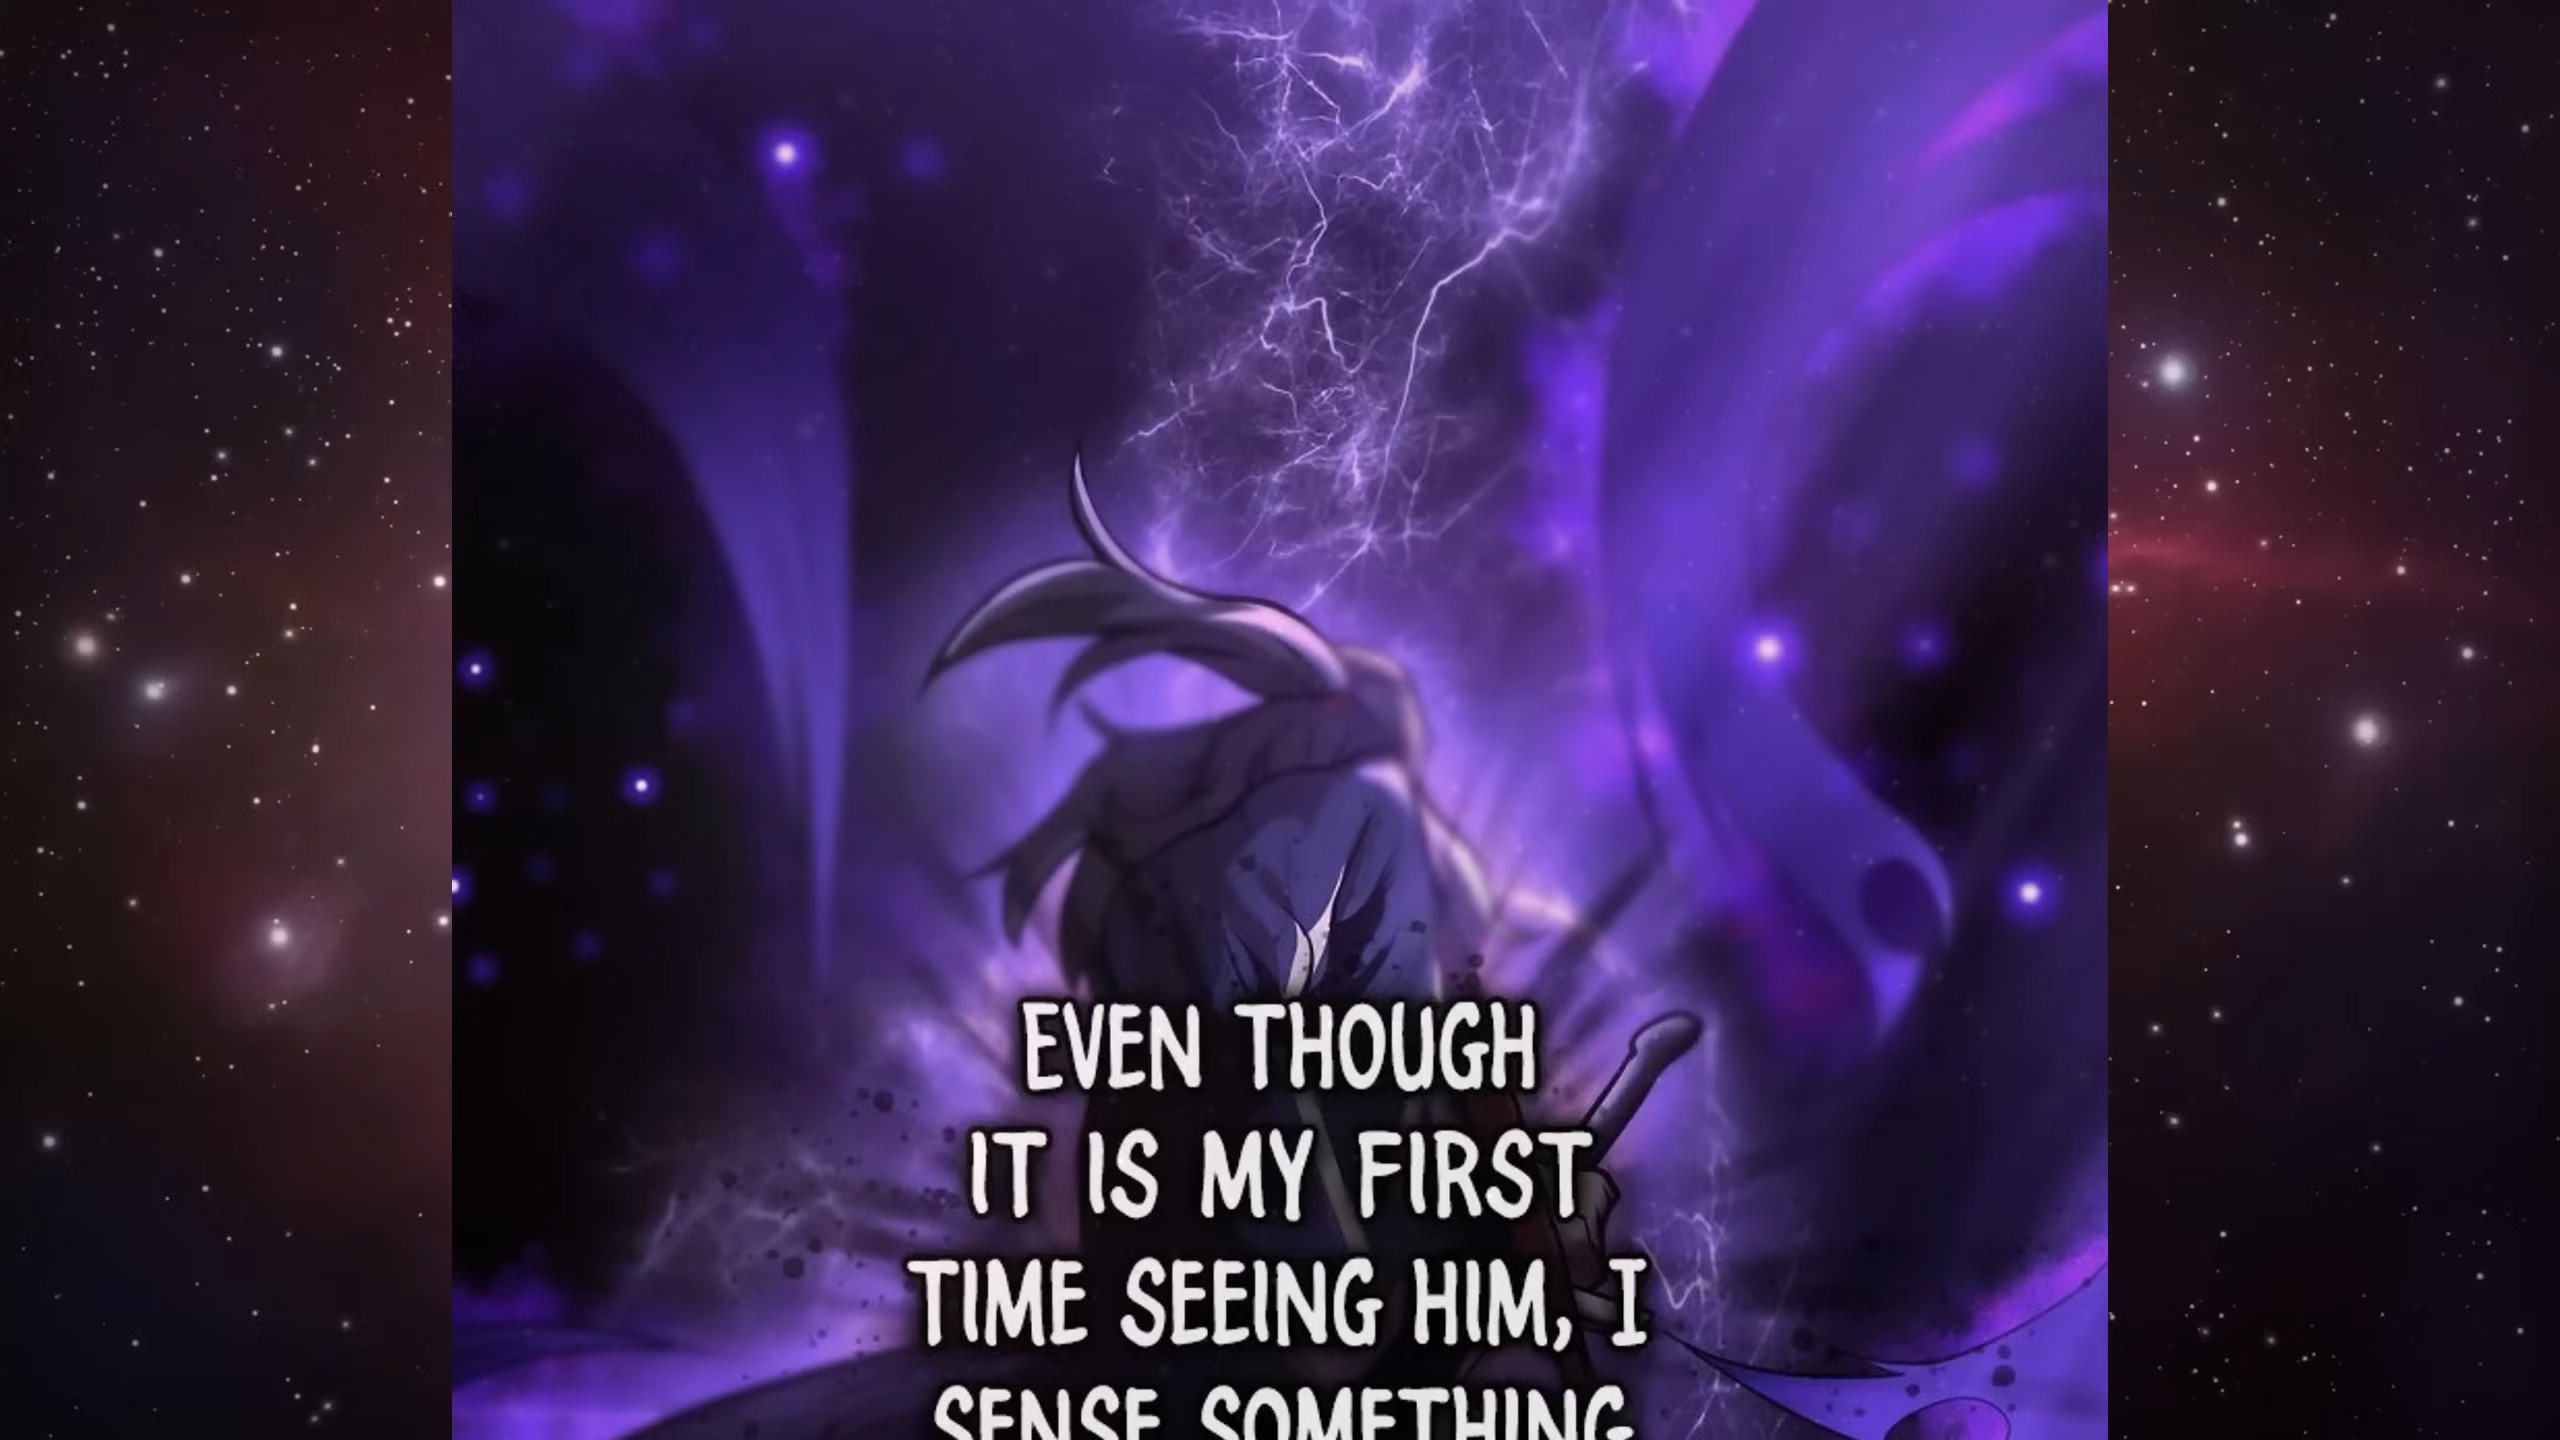 EVEN THOUGH
IT IS MY FIRST
TIME SEEING HIM, I
SENSE SOMETHING